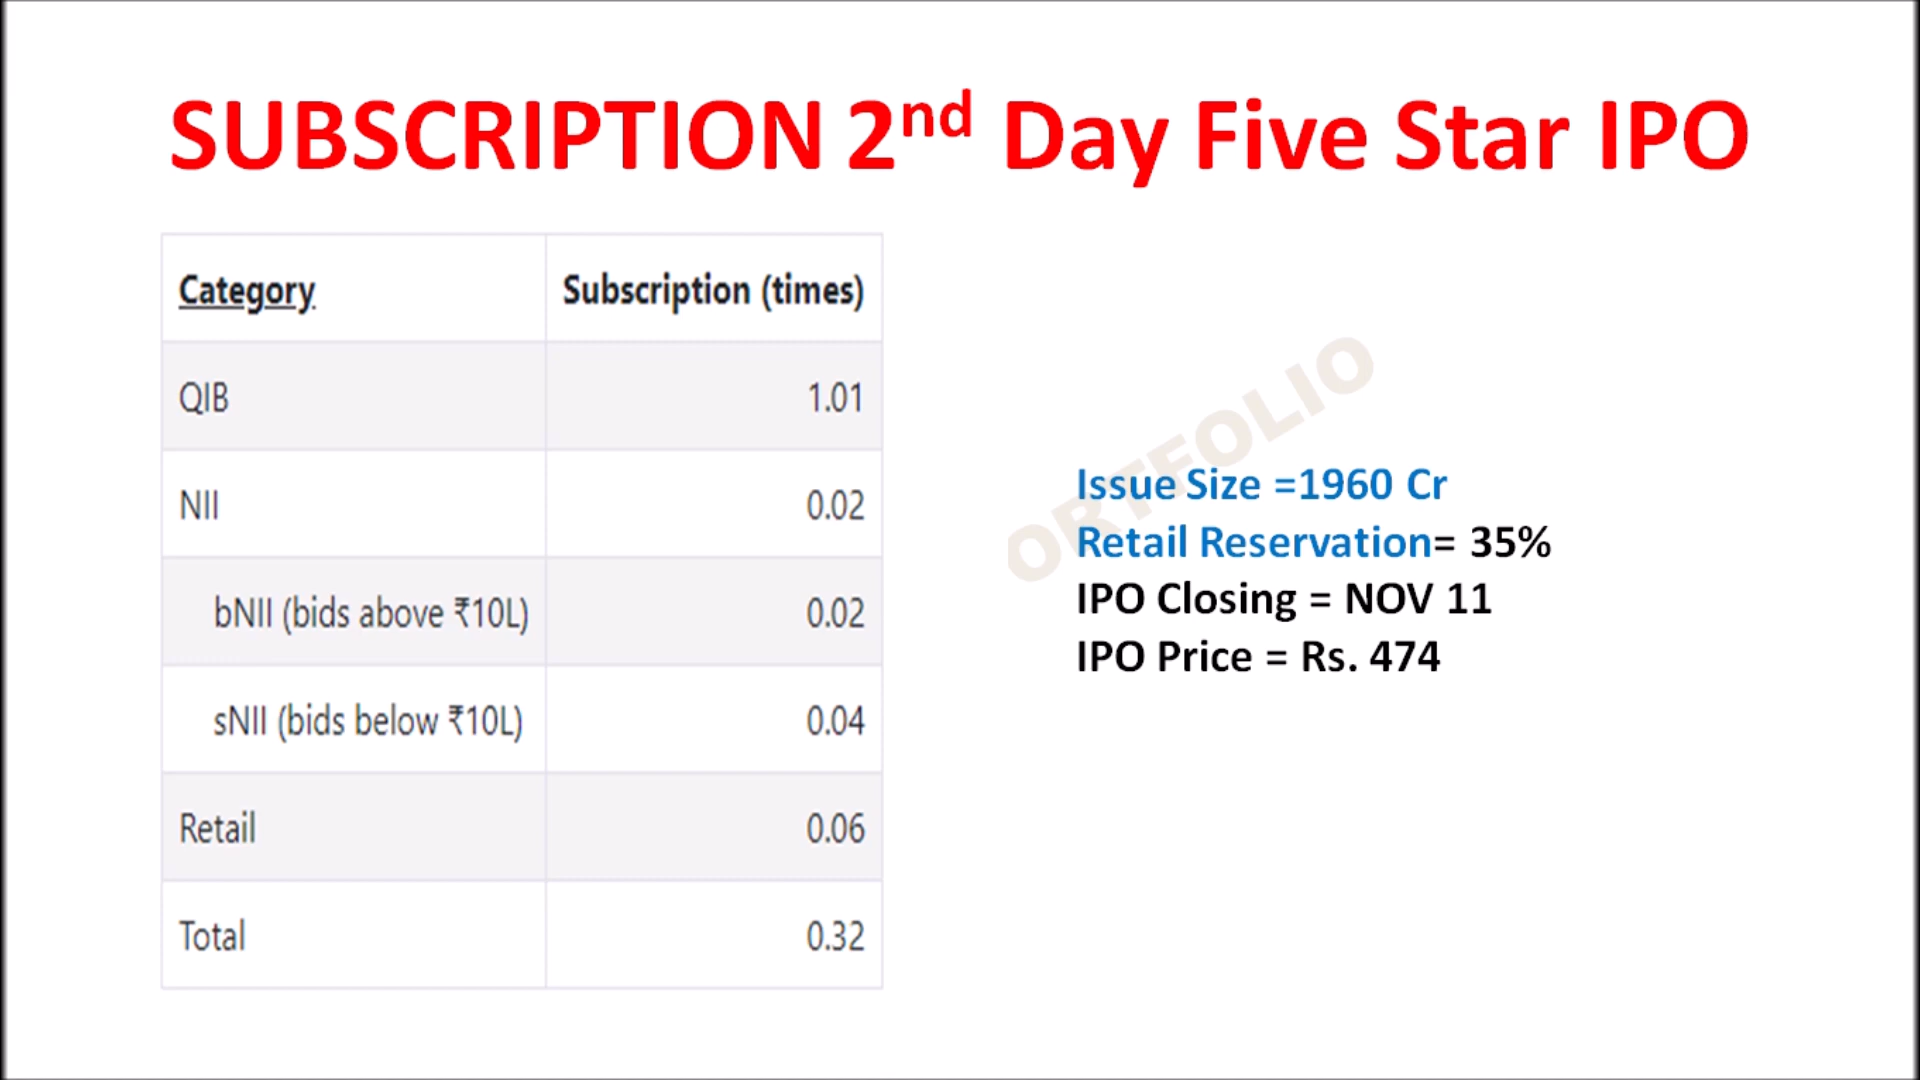 SUBSCRIPTION 2nd Day Five Star IPO
Category Subscription (times)
QIB 1.01
NII 0.02
bNII (bids above ₹10L) 0.02
sNII (bids below ₹10L) 0.04
Retail 0.06
Total 0.32
ORTFOLIO
Issue Size =1960 Cr
Retail Reservation= 35%
IPO Closing = NOV 11
IPO Price = Rs. 474